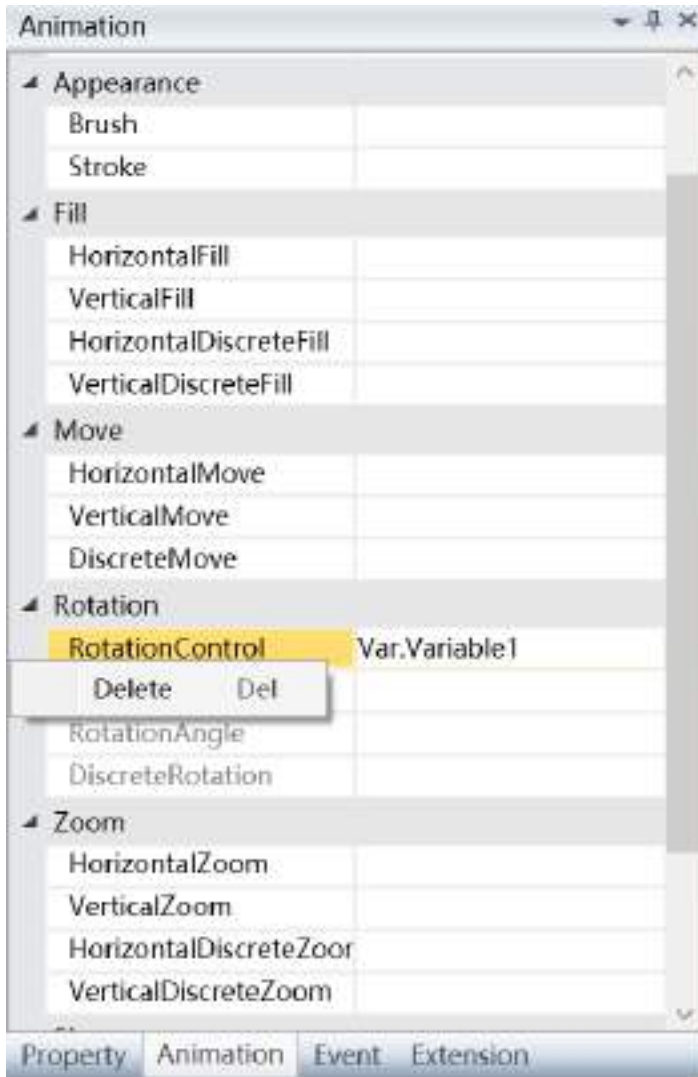 Animation
Appearance
Brush
Stroke
Fill
HorizontalFill
VerticalFill
HorizontalDiscreteFill
VerticalDiscreteFill
Move
HorizontalMove
VerticalMove
DiscreteMove
Rotation
RotationControl Var.Variable1
Delete Del
RotationAngle
DiscreteRotation
Zoom
HorizontalZoom
VerticalZoom
HorizontalDiscreteZoor
VerticalDiscreteZoom
Property Animation Event Extension